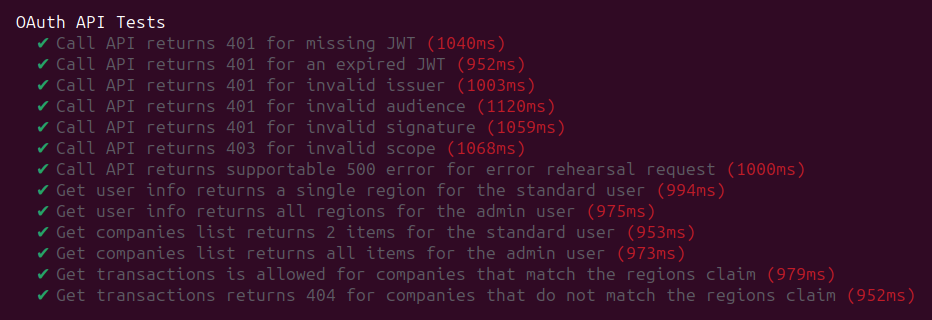 OAuth API Tests
✔ Call API returns 401 for missing JWT (1040ms)
✔ Call API returns 401 for an expired JWT (952ms)
✔ Call API returns 401 for invalid issuer (1003ms)
✔ Call API returns 401 for invalid audience (1120ms)
✔ Call API returns 401 for invalid signature (1059ms)
✔ Call API returns 403 for invalid scope (1068ms)
✔ Call API returns supportable 500 error for error rehearsal request (1000ms)
✔ Get user info returns a single region for the standard user (994ms)
✔ Get user info returns all regions for the admin user (975ms)
✔ Get companies list returns 2 items for the standard user (953ms)
✔ Get companies list returns all items for the admin user (973ms)
✔ Get transactions is allowed for companies that match the regions claim (979ms)
✔ Get transactions returns 404 for companies that do not match the regions claim (952ms)